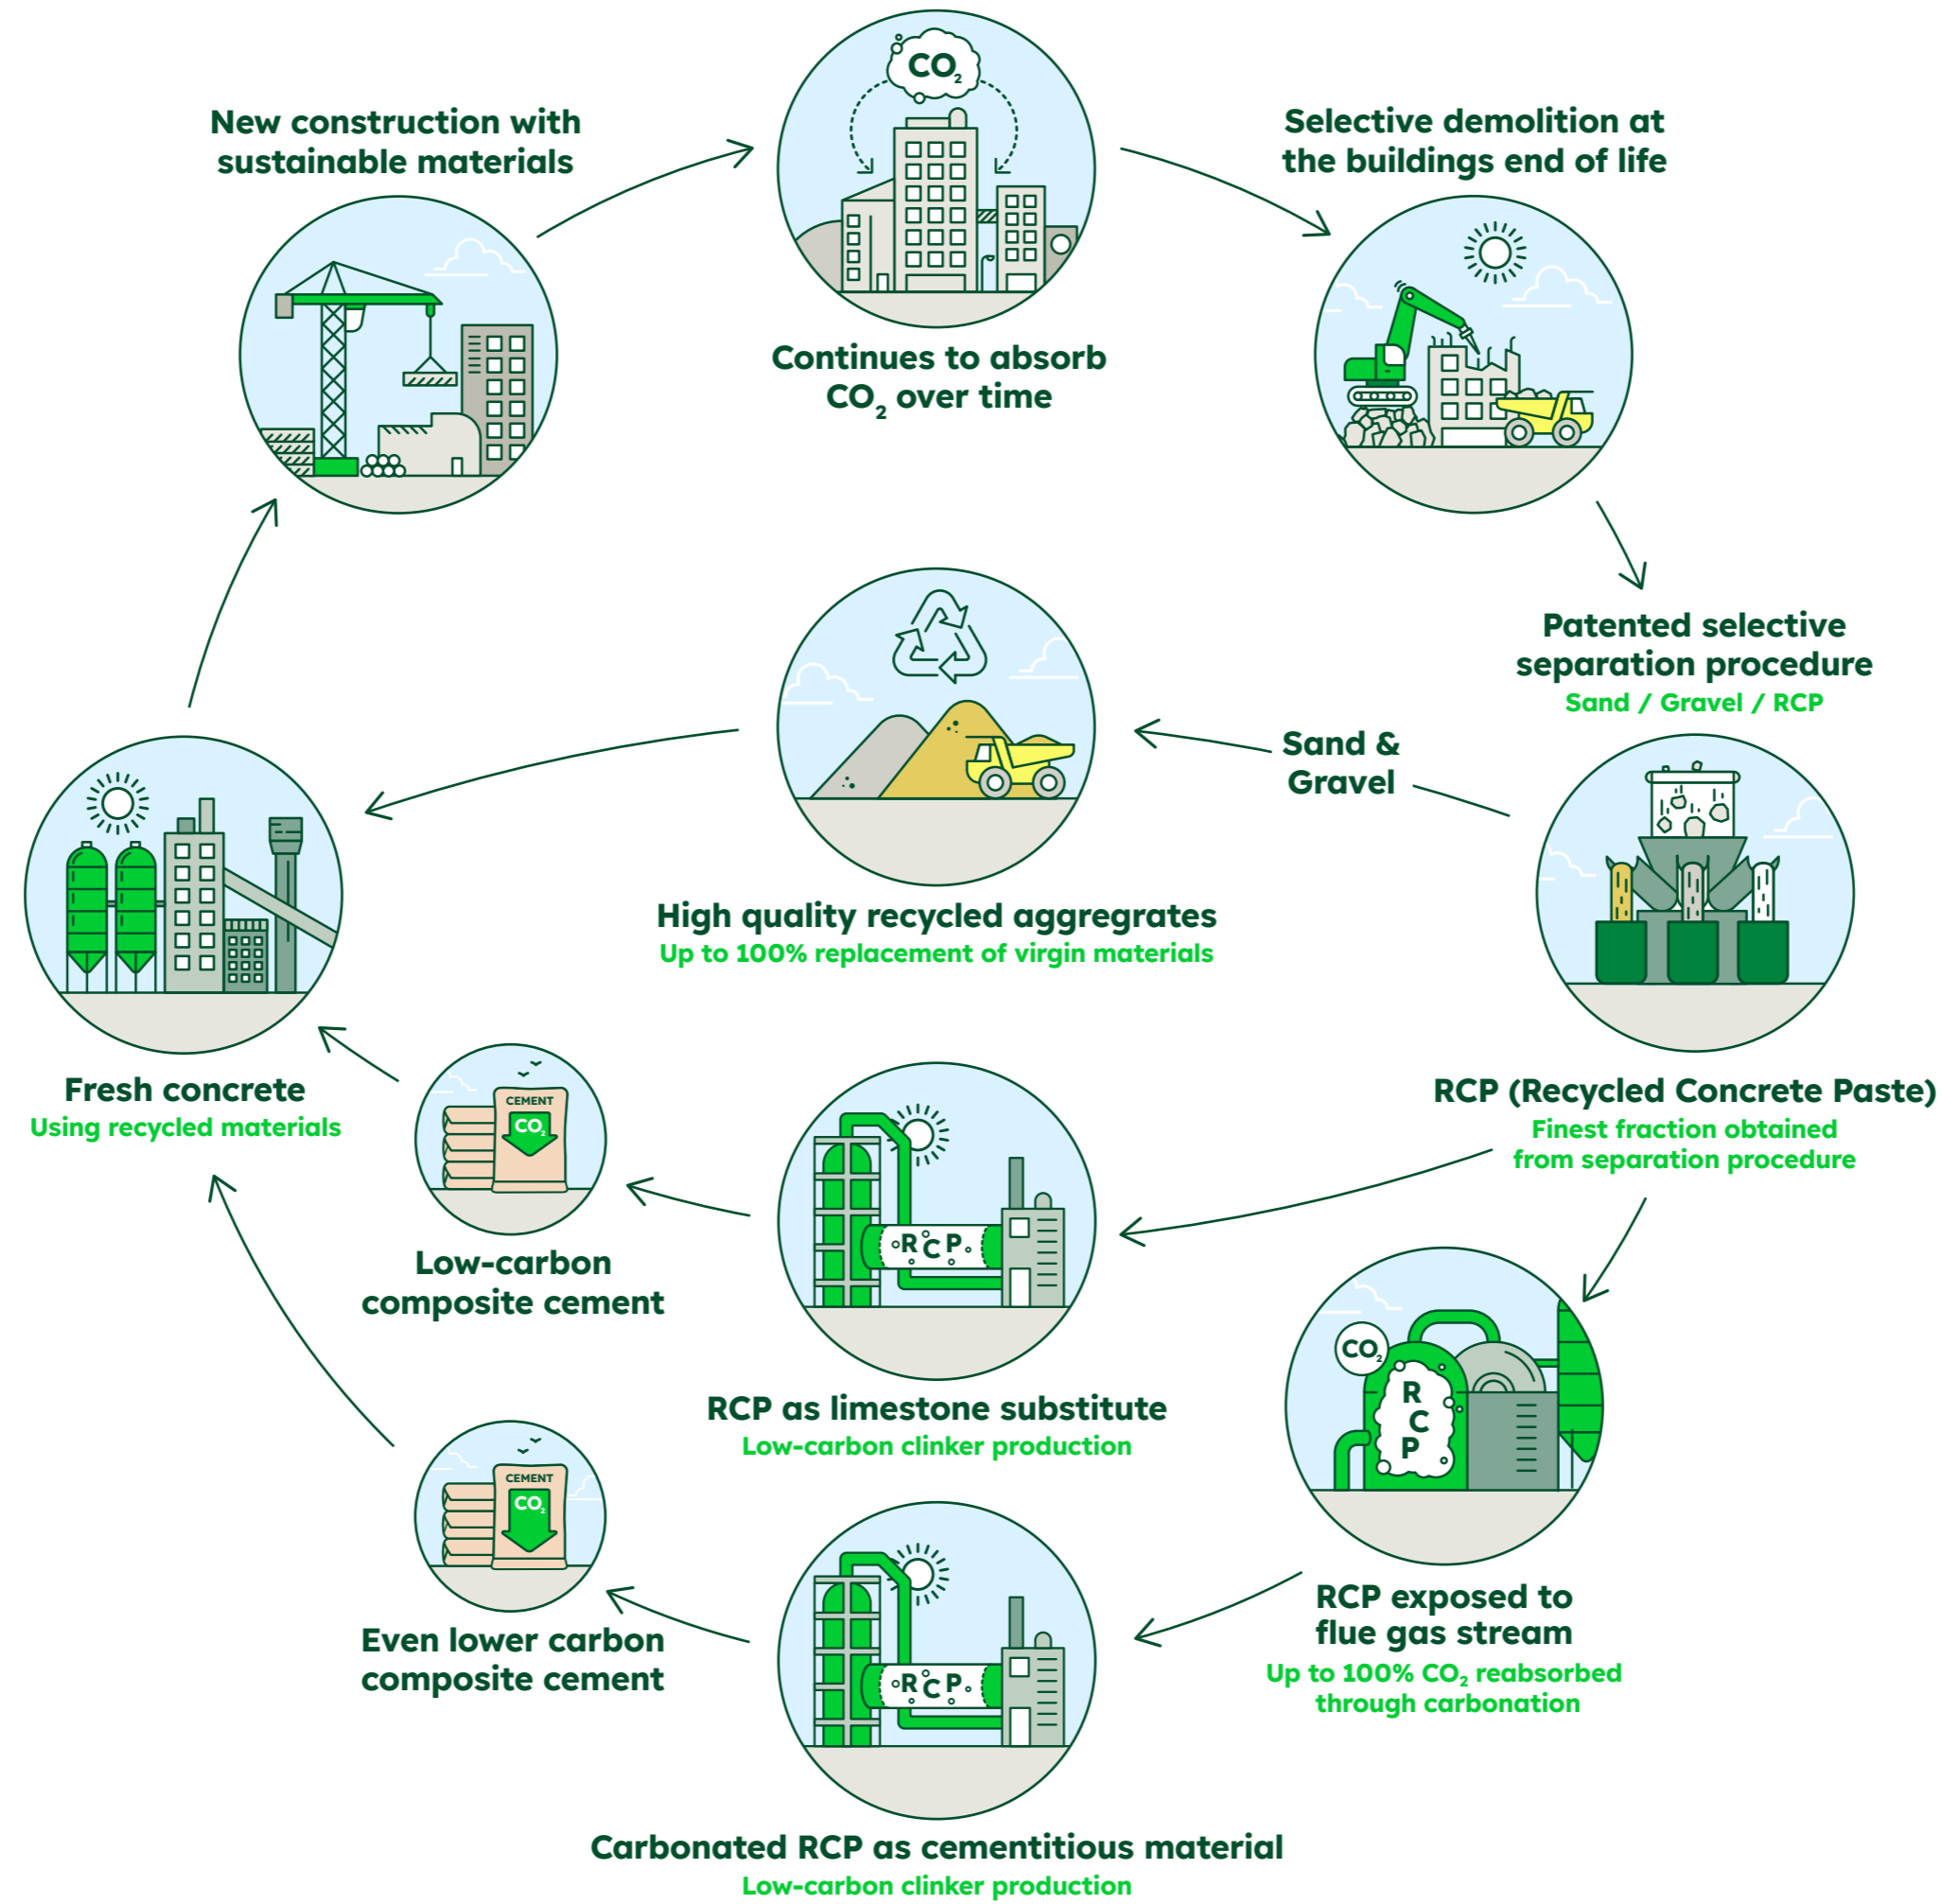 CO₂
New construction with
sustainable materials
Continues to absorb
CO₂ over time
Selective demolition at
the buildings end of life
Patented selective
separation procedure
Sand / Gravel / RCP
Sand &
Gravel
High quality recycled aggregrates
Up to 100% replacement of virgin materials
Fresh concrete
Using recycled materials
RCP (Recycled Concrete Paste)
Finest fraction obtained
from separation procedure
CEMENT
CO₂
Low-carbon
composite cement
R C P
RCP as limestone substitute
Low-carbon clinker production
CO₂
R
C
P
RCP exposed to
flue gas stream
Up to 100% CO₂ reabsorbed
through carbonation
CEMENT
CO₂
Even lower carbon
composite cement
R C P
Carbonated RCP as cementitious material
Low-carbon clinker production